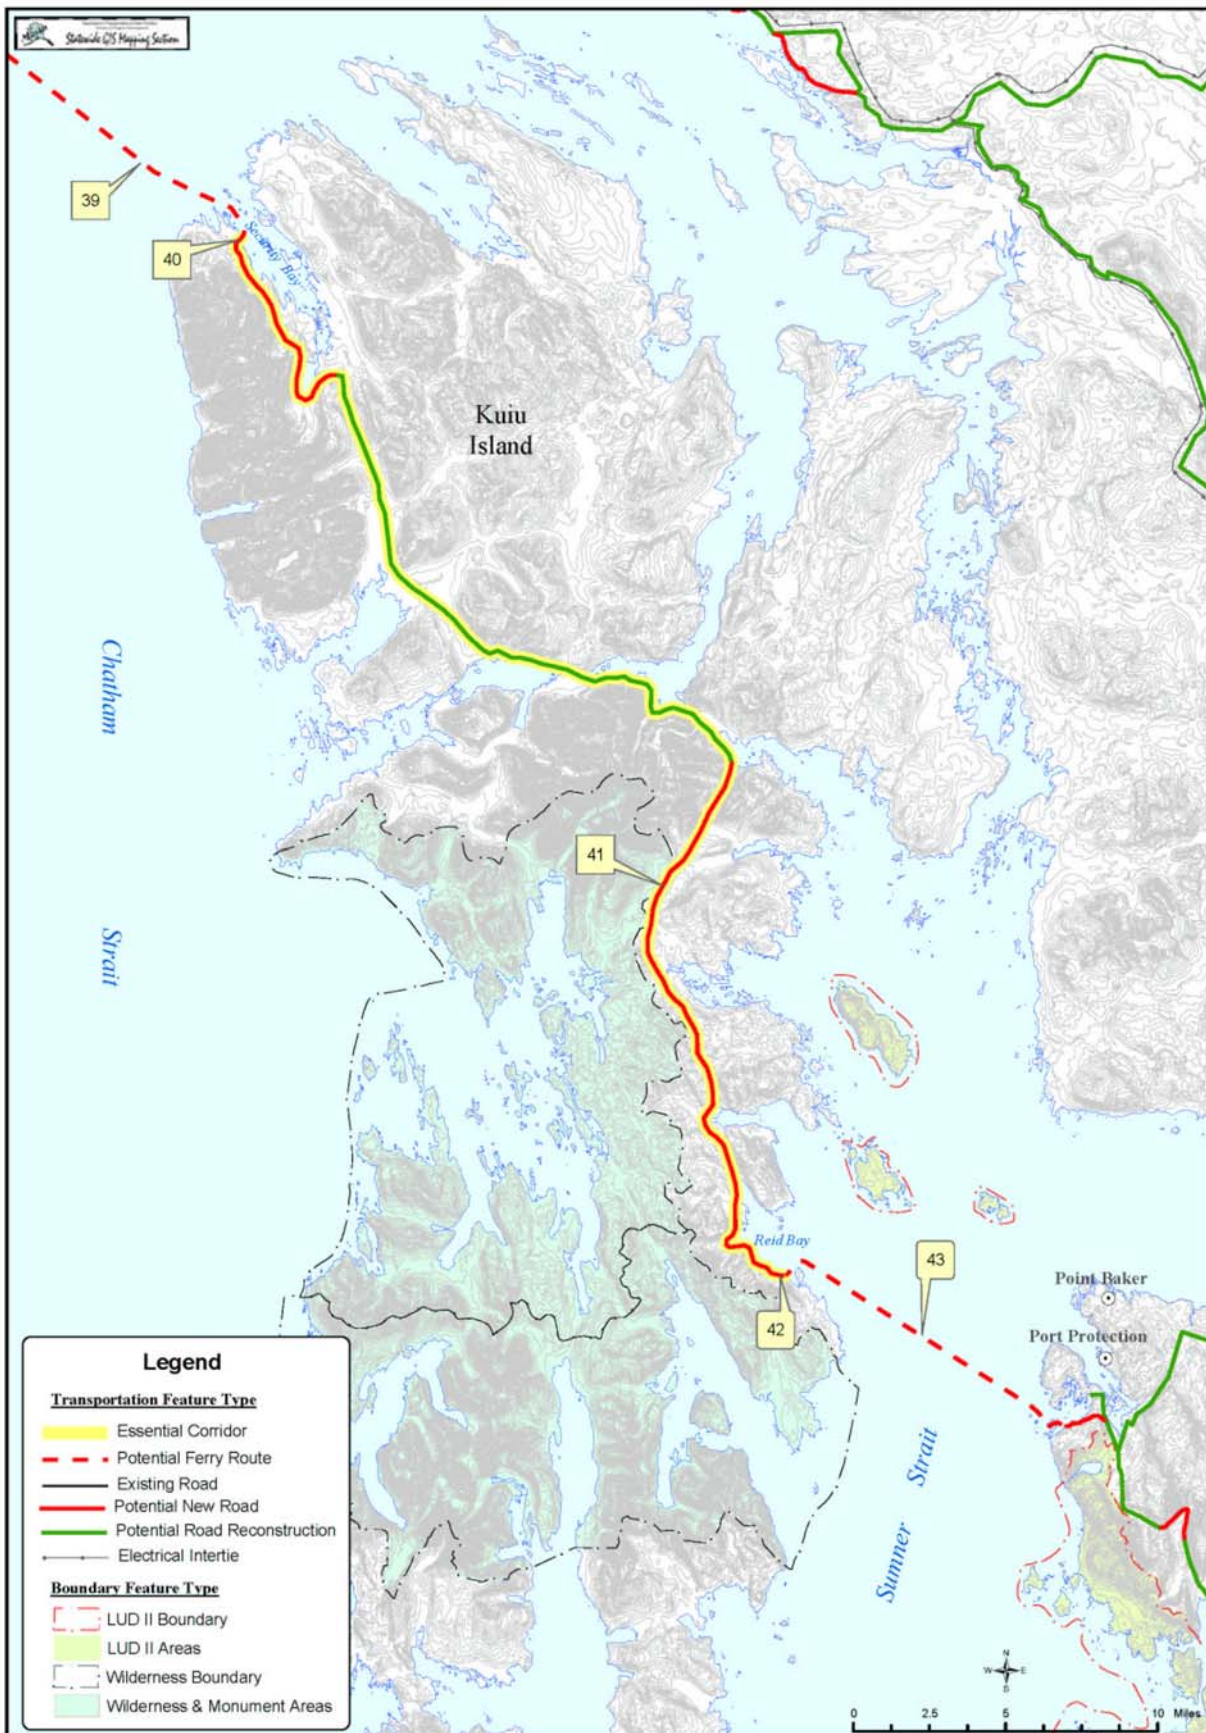 Statewide GIS Mapping Section
39
40
Security Bay
Kuiu
Island
Chatham
Strait
41
Reid Bay
43
42
Point Baker
Port Protection
Sumner Strait
Legend
Transportation Feature Type
Essential Corridor
Potential Ferry Route
Existing Road
Potential New Road
Potential Road Reconstruction
Electrical Intertie
Boundary Feature Type
LUD II Boundary
LUD II Areas
Wilderness Boundary
Wilderness & Monument Areas
N
W E
S
0 2.5 5 10 Miles